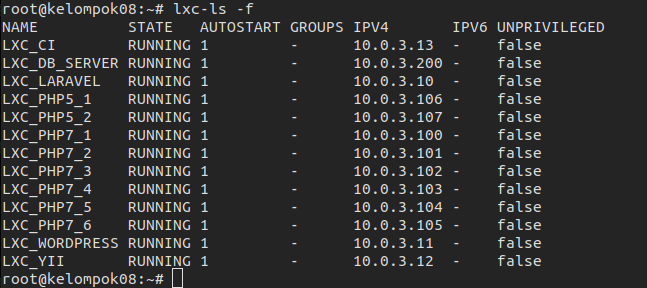 root@kelompok08:~# lxc-ls -f
NAME STATE AUTOSTART GROUPS IPV4 IPV6 UNPRIVILEGED
LXC_CI RUNNING 1 - 10.0.3.13 - false
LXC_DB_SERVER RUNNING 1 - 10.0.3.200 - false
LXC_LARAVEL RUNNING 1 - 10.0.3.10 - false
LXC_PHP5_1 RUNNING 1 - 10.0.3.106 - false
LXC_PHP5_2 RUNNING 1 - 10.0.3.107 - false
LXC_PHP7_1 RUNNING 1 - 10.0.3.100 - false
LXC_PHP7_2 RUNNING 1 - 10.0.3.101 - false
LXC_PHP7_3 RUNNING 1 - 10.0.3.102 - false
LXC_PHP7_4 RUNNING 1 - 10.0.3.103 - false
LXC_PHP7_5 RUNNING 1 - 10.0.3.104 - false
LXC_PHP7_6 RUNNING 1 - 10.0.3.105 - false
LXC_WORDPRESS RUNNING 1 - 10.0.3.11 - false
LXC_YII RUNNING 1 - 10.0.3.12 - false
root@kelompok08:~#